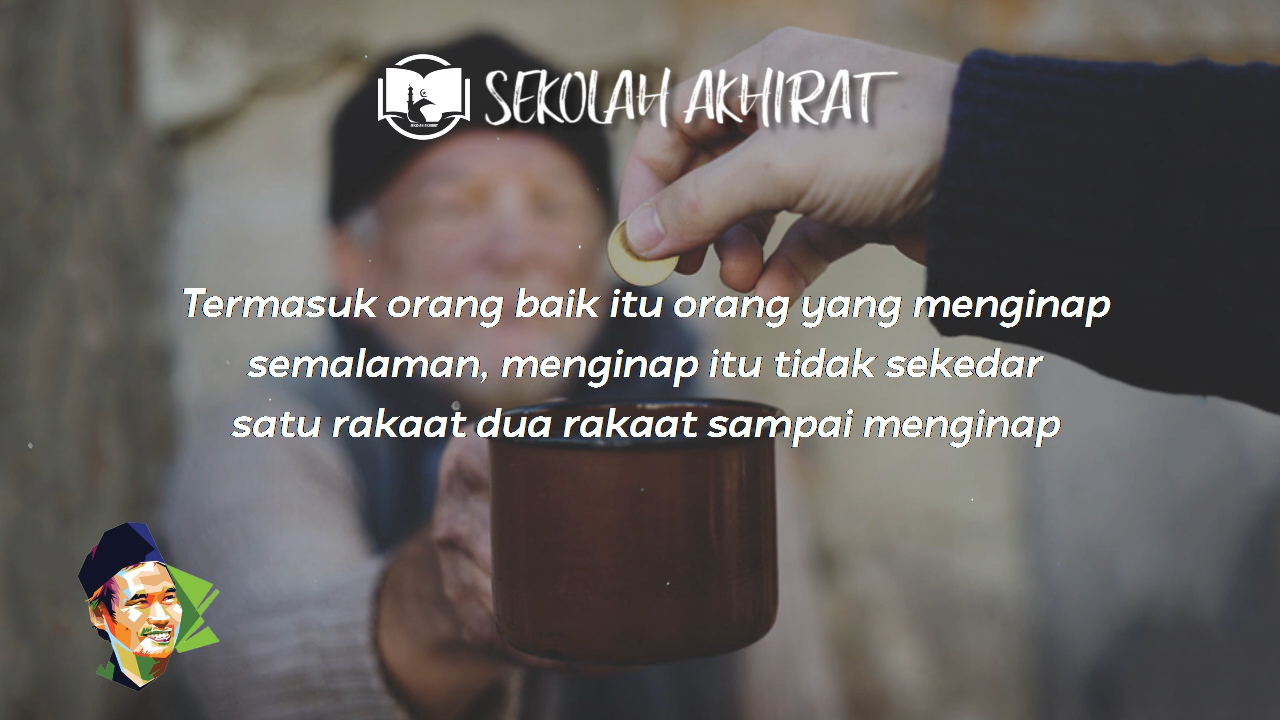 SEKOLAH AKHIRAT
Termasuk orang baik itu orang yang menginap
semalaman, menginap itu tidak sekedar
satu rakaat dua rakaat sampai menginap